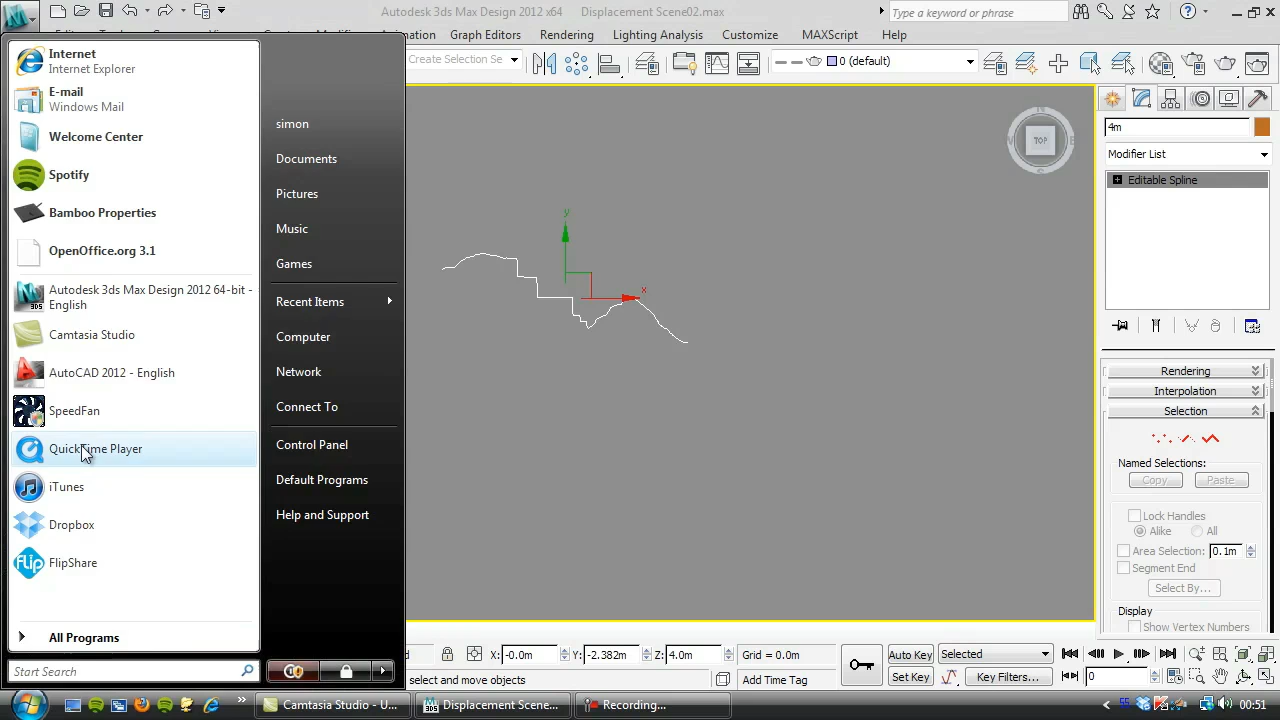 Autodesk 3ds Max Design 2012 x64 Displacement Scene02.max
Type a keyword or phrase
Graph Editors Rendering Lighting Analysis Customize MAXScript Help
Create Selection Se
0 (default)
Internet
Internet Explorer
E-mail
Windows Mail
Welcome Center
Spotify
Bamboo Properties
OpenOffice.org 3.1
Autodesk 3ds Max Design 2012 64-bit -
English
Camtasia Studio
AutoCAD 2012 - English
SpeedFan
QuickTime Player
iTunes
Dropbox
FlipShare
All Programs
Start Search
simon
Documents
Pictures
Music
Games
Recent Items
Computer
Network
Connect To
Control Panel
Default Programs
Help and Support
y
x
TOP
4m
Modifier List
Editable Spline
Rendering
Interpolation
Selection
Named Selections:
Copy Paste
Lock Handles
Alike All
Area Selection: 0.1m
Segment End
Select By...
Display
Show Vertex Numbers
X: -0.0m Y: -2.382m Z: 4.0m Grid = 0.0m Auto Key Selected
select and move objects Add Time Tag Set Key Key Filters... 0
Camtasia Studio - U... Displacement Scene... Recording... 00:51